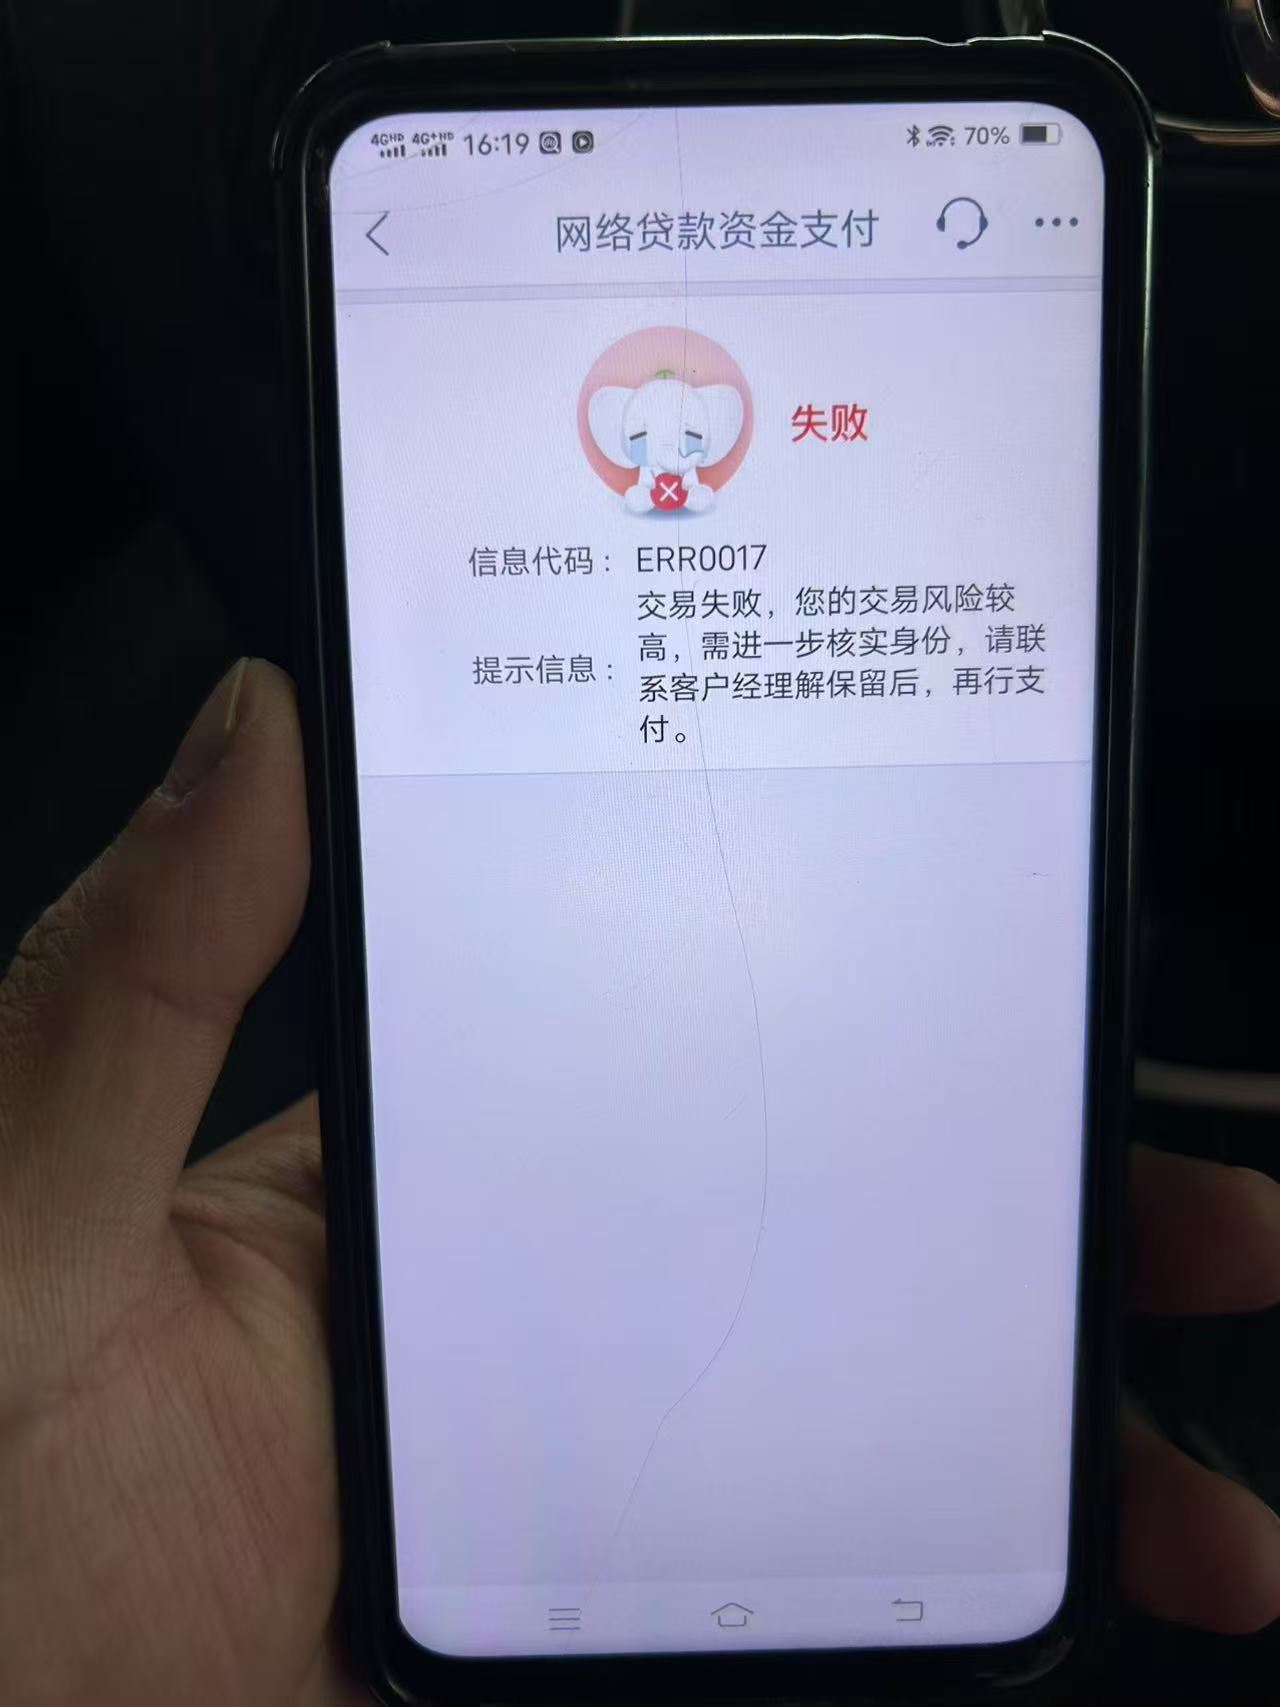 4GHD 4G+HD 16:19 70%
网络贷款资金支付
失败
信息代码： ERR0017
提示信息： 交易失败，您的交易风险较
高，需进一步核实身份，请联
系客户经理解保留后，再行支
付。